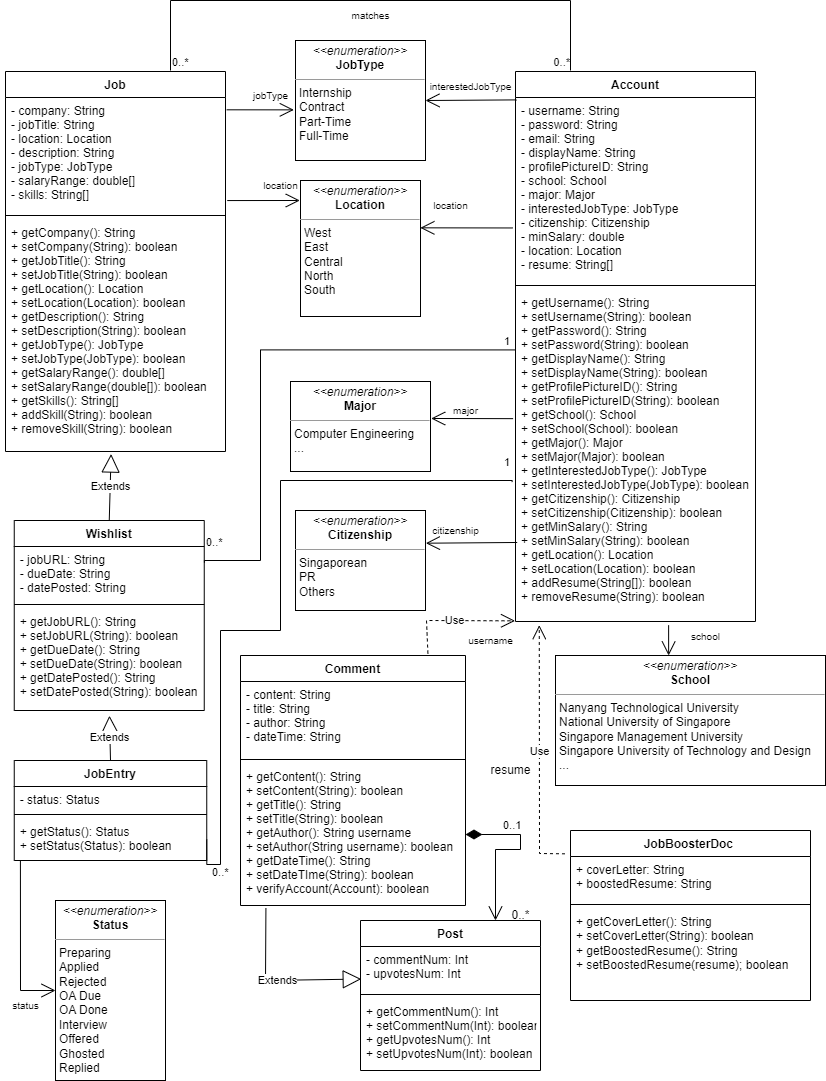 matches
0..*
0..*
Job
- company: String
- jobTitle: String
- location: Location
- description: String
- jobType: JobType
- salaryRange: double[]
- skills: String[]
+ getCompany(): String
+ setCompany(String): boolean
+ getJobTitle(): String
+ setJobTitle(String): boolean
+ getLocation(): Location
+ setLocation(Location): boolean
+ getDescription(): String
+ setDescription(String): boolean
+ getJobType(): JobType
+ setJobType(JobType): boolean
+ getSalaryRange(): double[]
+ setSalaryRange(double[]): boolean
+ getSkills(): String[]
+ addSkill(String): boolean
+ removeSkill(String): boolean
jobType
<<enumeration>>
JobType
Internship
Contract
Part-Time
Full-Time
interestedJobType
location
<<enumeration>>
Location
West
East
Central
North
South
location
Account
- username: String
- password: String
- email: String
- displayName: String
- profilePictureID: String
- school: School
- major: Major
- interestedJobType: JobType
- citizenship: Citizenship
- minSalary: double
- location: Location
- resume: String[]
+ getUsername(): String
+ setUsername(String): boolean
+ getPassword(): String
+ setPassword(String): boolean
+ getDisplayName(): String
+ setDisplayName(String): boolean
+ getProfilePictureID(): String
+ setProfilePictureID(String): boolean
+ getSchool(): School
+ setSchool(School): boolean
+ getMajor(): Major
+ setMajor(Major): boolean
+ getInterestedJobType(): JobType
+ setInterestedJobType(JobType): boolean
+ getCitizenship(): Citizenship
+ setCitizenship(Citizenship): boolean
+ getMinSalary(): String
+ setMinSalary(String): boolean
+ getLocation(): Location
+ setLocation(Location): boolean
+ addResume(String[]): boolean
+ removeResume(String): boolean
1
<<enumeration>>
Major
Computer Engineering
...
major
1
Extends
<<enumeration>>
Citizenship
Singaporean
PR
Others
citizenship
Wishlist
- jobURL: String
- dueDate: String
- datePosted: String
+ getJobURL(): String
+ setJobURL(String): boolean
+ getDueDate(): String
+ setDueDate(String): boolean
+ getDatePosted(): String
+ setDatePosted(String): boolean
0..*
Use
username
school
<<enumeration>>
School
Nanyang Technological University
National University of Singapore
Singapore Management University
Singapore University of Technology and Design
...
Extends
Comment
- content: String
- title: String
- author: String
- dateTime: String
+ getContent(): String
+ setContent(String): boolean
+ getTitle(): String
+ setTitle(String): boolean
+ getAuthor(): String username
+ setAuthor(String username): boolean
+ getDateTime(): String
+ setDateTIme(String): boolean
+ verifyAccount(Account): boolean
Use
resume
JobEntry
- status: Status
+ getStatus(): Status
+ setStatus(Status): boolean
0..*
0..1
0..*
JobBoosterDoc
+ coverLetter: String
+ boostedResume: String
+ getCoverLetter(): String
+ setCoverLetter(String): boolean
+ getBoostedResume(): String
+ setBoostedResume(resume); boolean
<<enumeration>>
Status
Preparing
Applied
Rejected
OA Due
OA Done
Interview
Offered
Ghosted
Replied
status
Extends
Post
- commentNum: Int
- upvotesNum: Int
+ getCommentNum(): Int
+ setCommentNum(Int): boolean
+ getUpvotesNum(): Int
+ setUpvotesNum(Int): boolean